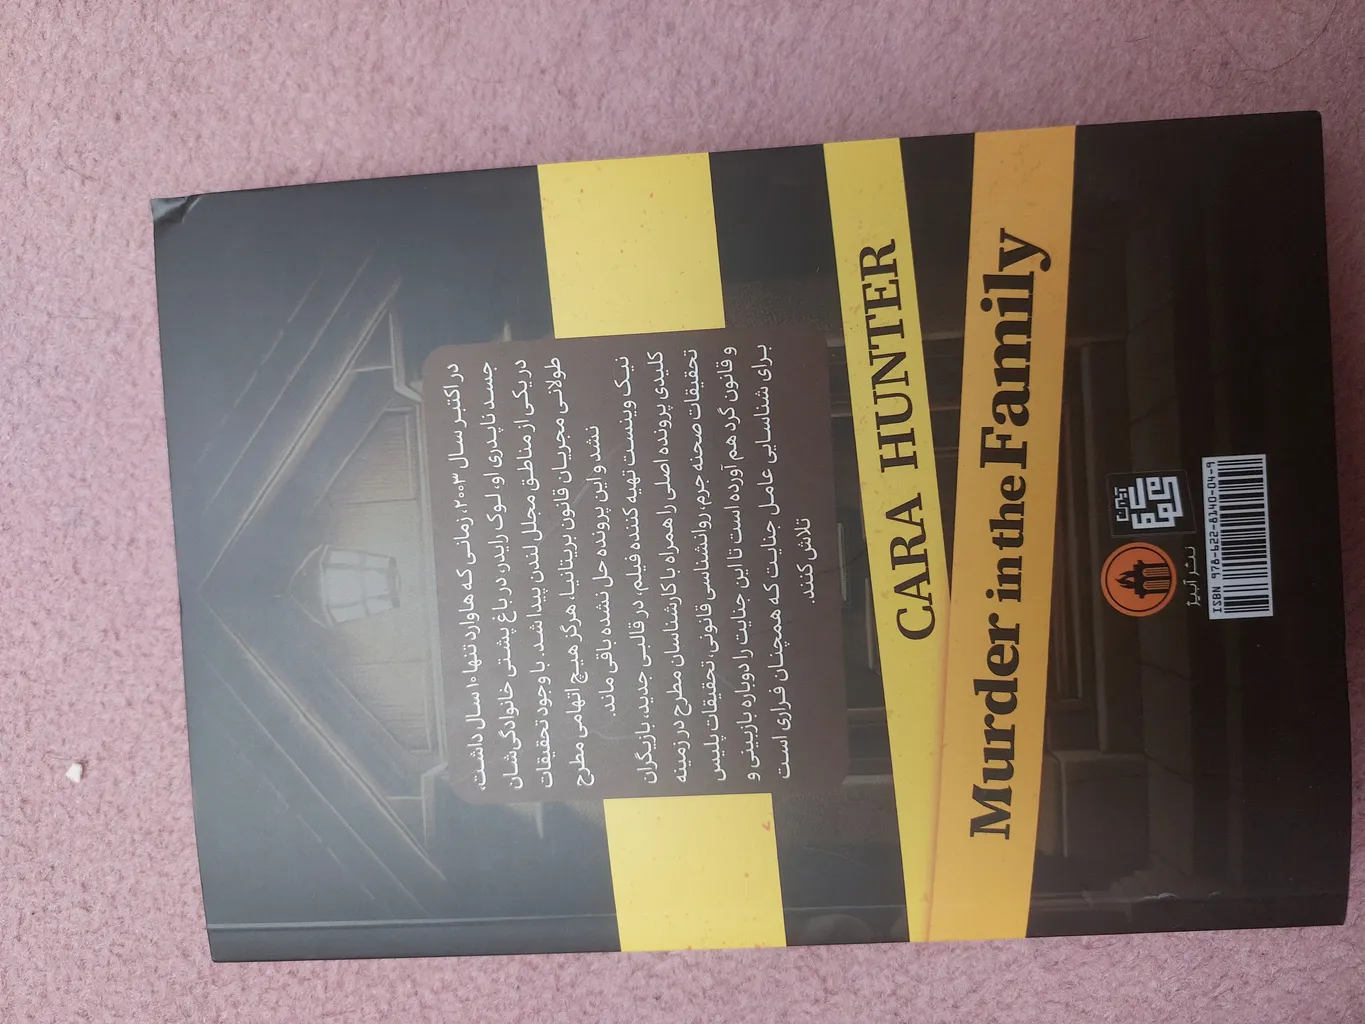 در اکتبر سال ۲۰۰۳، زمانی که هاوارد تنها ۱۰ سال داشت،
جسد ناپدری او، لوک رایدر، در باغ پشتی خانوادگی‌شان
در یکی از مناطق مجلل لندن پیدا شد. با وجود تحقیقات
طولانی مجریان قانون بریتانیا، هرگز هیچ اتهامی مطرح
نشد و این پرونده حل نشده باقی ماند.
نیک وینسنت تهیه کننده فیلم، در قالبی جدید، بازیگران
کلیدی پرونده اصلی را همراه با کارشناسان مطرح در زمینه
تحقیقات صحنه جرم، روانشناسی قانونی، تحقیقات پلیس
و قانون گرد هم آورده است تا این جنایت را دوباره بازبینی و
برای شناسایی عامل جنایت که همچنان فراری است
تلاش کنند.
CARA HUNTER
Murder in the Family
نشر آبیژ
ISBN 978-622-8140-04-9